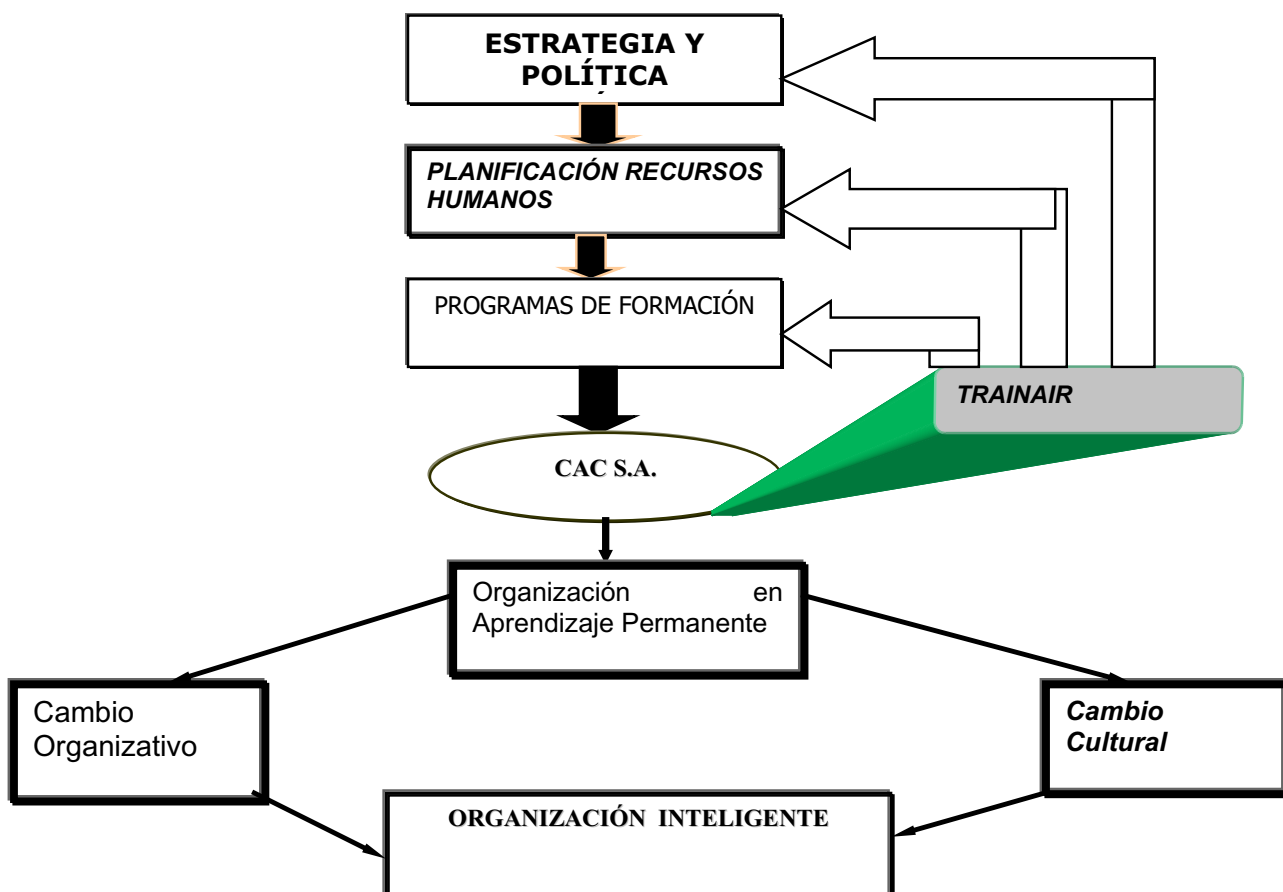 ESTRATEGIA Y
POLÍTICA
PLANIFICACIÓN RECURSOS
HUMANOS
PROGRAMAS DE FORMACIÓN
TRAINAIR
CAC S.A.
Organización en
Aprendizaje Permanente
Cambio
Organizativo
Cambio
Cultural
ORGANIZACIÓN INTELIGENTE